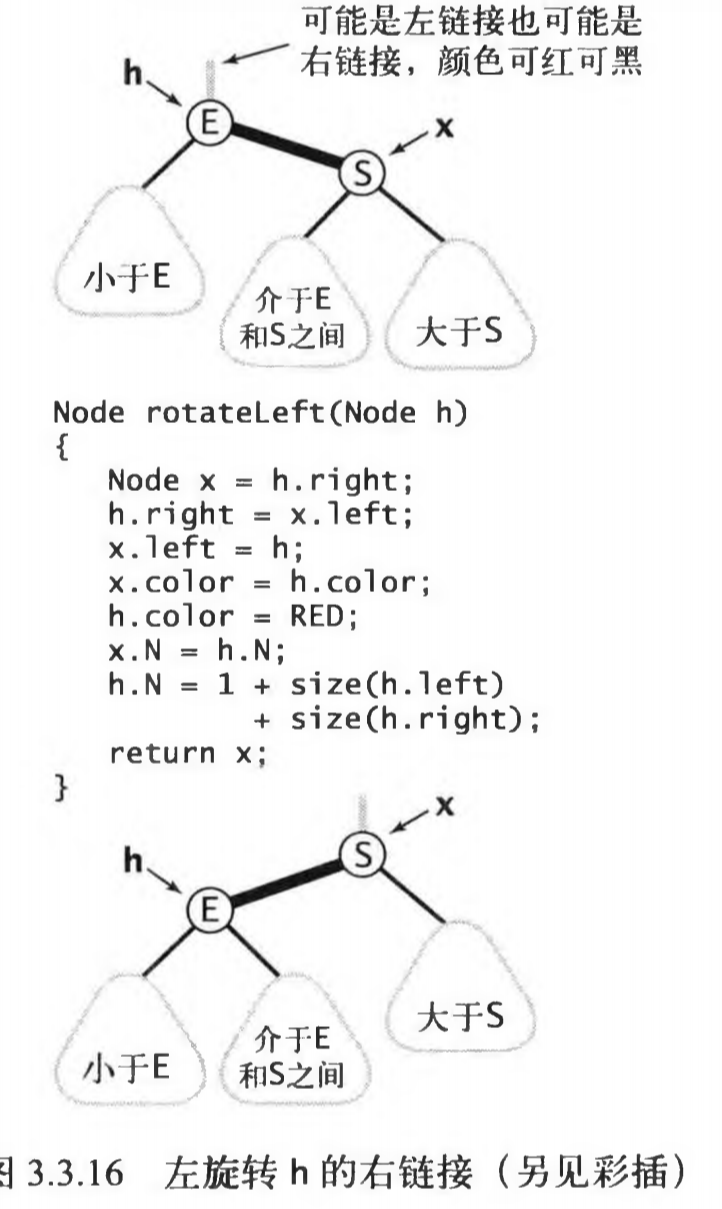 可能是左链接也可能是
右链接，颜色可红可黑
h
E
x
S
小于E
介于E
和S之间
大于S
Node rotateLeft(Node h)
{
Node x = h.right;
h.right = x.left;
x.left = h;
x.color = h.color;
h.color = RED;
x.N = h.N;
h.N = 1 + size(h.left)
+ size(h.right);
return x;
}
x
S
h
E
大于S
小于E
介于E
和S之间
图 3.3.16 左旋转 h 的右链接（另见彩插）